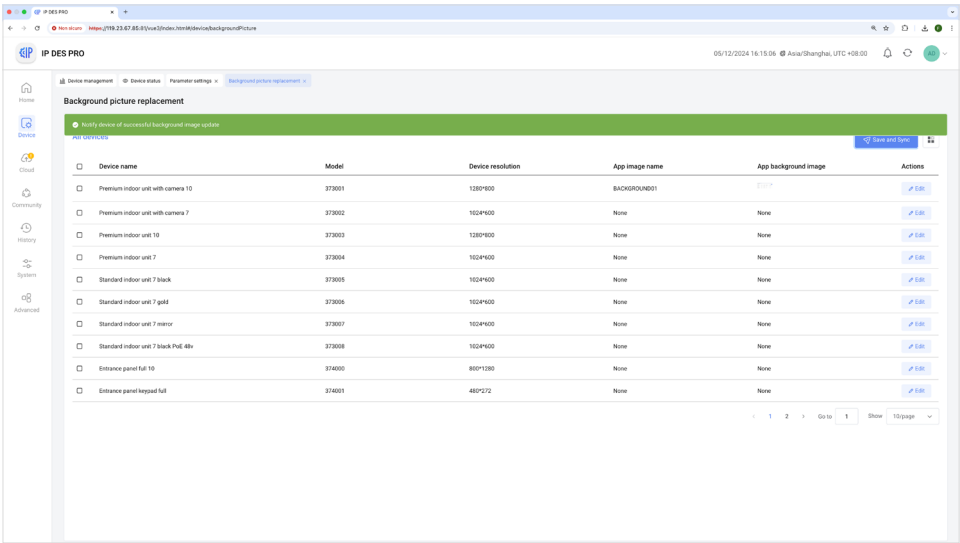 IP DES PRO
Not secure https://119.23.67.85:81/vue3/index.html#/device/backgroundPicture
IP DES PRO
05/12/2024 16:15:06 @ Asia/Shanghai, UTC +08:00 AD
Device management Device status Parameter settings × Background picture replacement ×
Home
Device
Cloud
Community
History
System
Advanced
Background picture replacement
Notify device of successful background image update
All devices
Save and Sync
Device name Model Device resolution App image name App background image Actions
Premium indoor unit with camera 10 373001 1280*800 BACKGROUND01 Edit
Premium indoor unit with camera 7 373002 1024*600 None None Edit
Premium indoor unit 10 373003 1280*800 None None Edit
Premium indoor unit 7 373004 1024*600 None None Edit
Standard indoor unit 7 black 373005 1024*600 None None Edit
Standard indoor unit 7 gold 373006 1024*600 None None Edit
Standard indoor unit 7 mirror 373007 1024*600 None None Edit
Standard indoor unit 7 black PoE 48v 373008 1024*600 None None Edit
Entrance panel full 10 374000 800*1280 None None Edit
Entrance panel keypad full 374001 480*272 None None Edit
1 2 Go to 1 Show 10/page